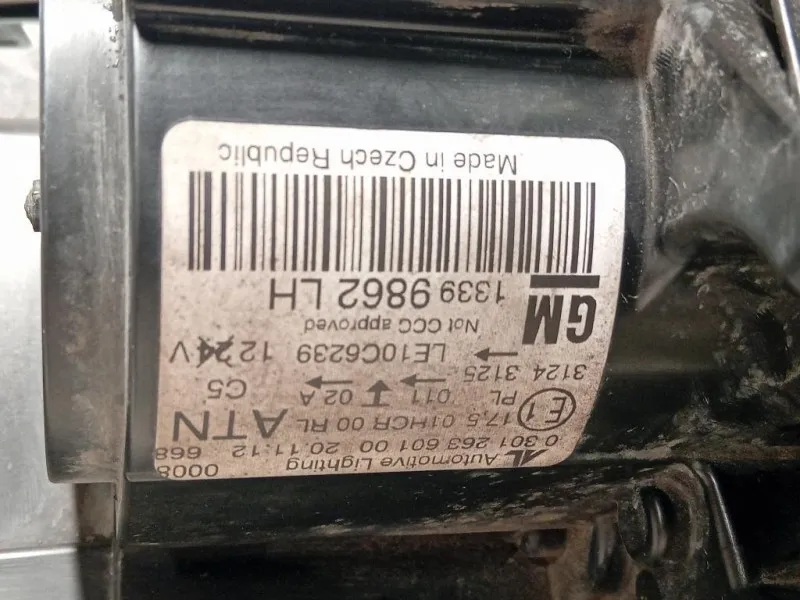 AL Automotive Lighting 0008
0 301 263 601 00 20.11.12 668
E1 17,5 01HCR 00 RL ATN
PL 011 02 A C5
3124 3125
LE10C6239 1224V
Not CCC approved
GM 1339 9862 LH
Made in Czech Republic